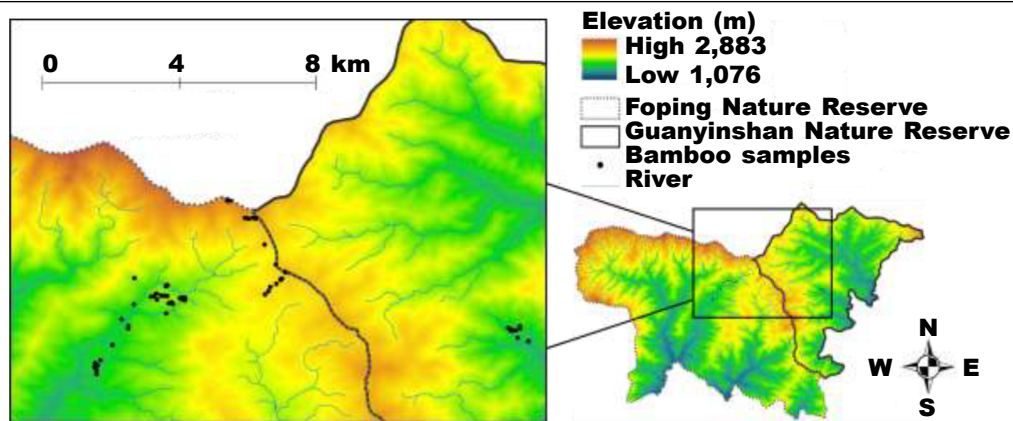 0 4 8 km
Elevation (m)
High 2,883
Low 1,076
Foping Nature Reserve
Guanyinshan Nature Reserve
Bamboo samples
River
N
W E
S